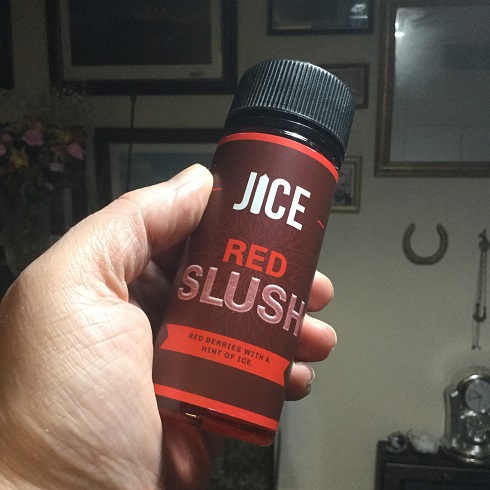 JICE
RED
SLUSH
RED BERRIES WITH A
HINT OF ICE.